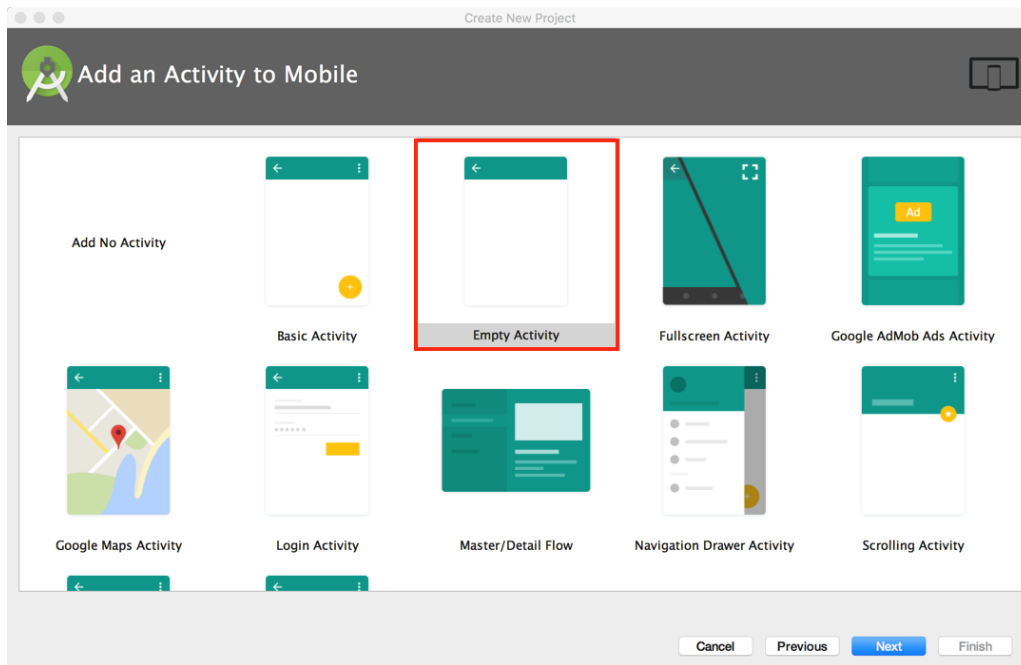 Create New Project
Add an Activity to Mobile
Add No Activity
Basic Activity
Empty Activity
Fullscreen Activity
Ad
Google AdMob Ads Activity
Google Maps Activity
Login Activity
Master/Detail Flow
Navigation Drawer Activity
Scrolling Activity
Cancel
Previous
Next
Finish